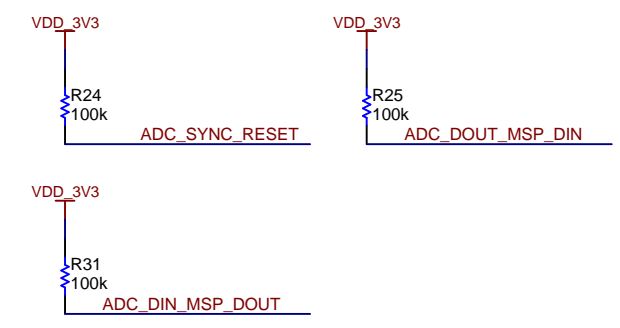 VDD_3V3
R24
100k
ADC_SYNC_RESET
VDD_3V3
R25
100k
ADC_DOUT_MSP_DIN
VDD_3V3
R31
100k
ADC_DIN_MSP_DOUT